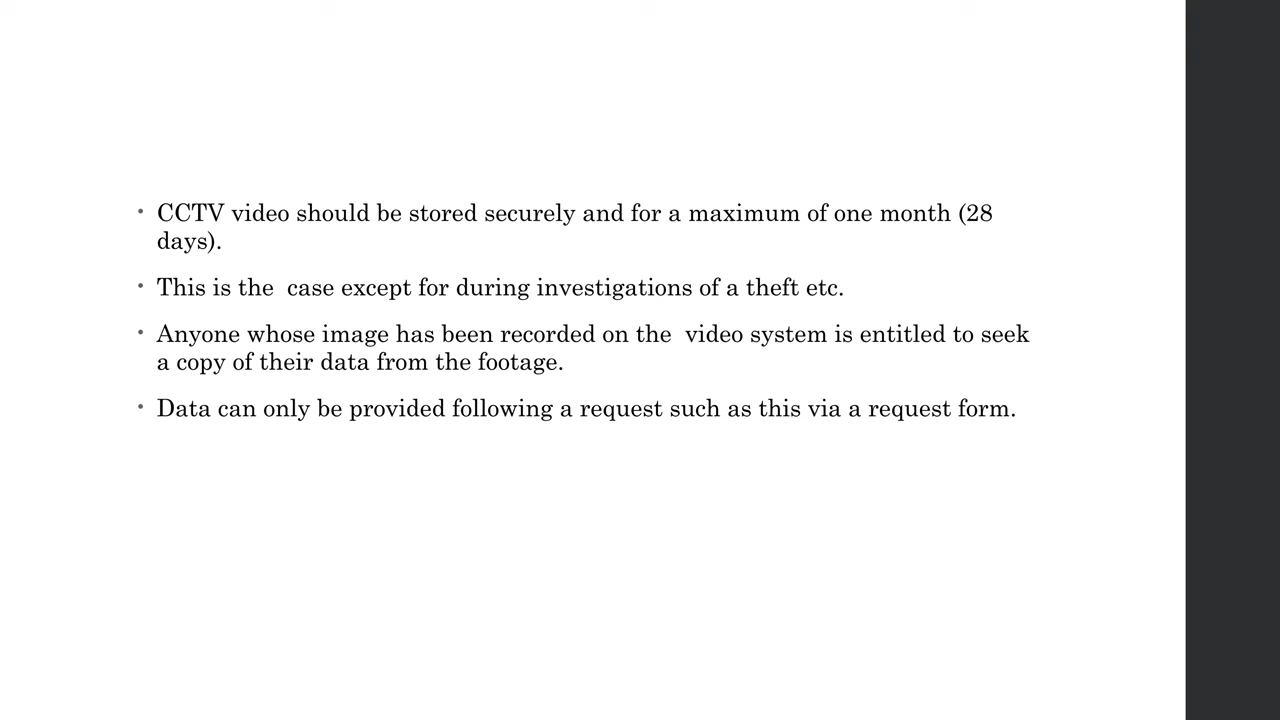 • CCTV video should be stored securely and for a maximum of one month (28
days).
• This is the  case except for during investigations of a theft etc.
• Anyone whose image has been recorded on the  video system is entitled to seek
a copy of their data from the footage.
• Data can only be provided following a request such as this via a request form.